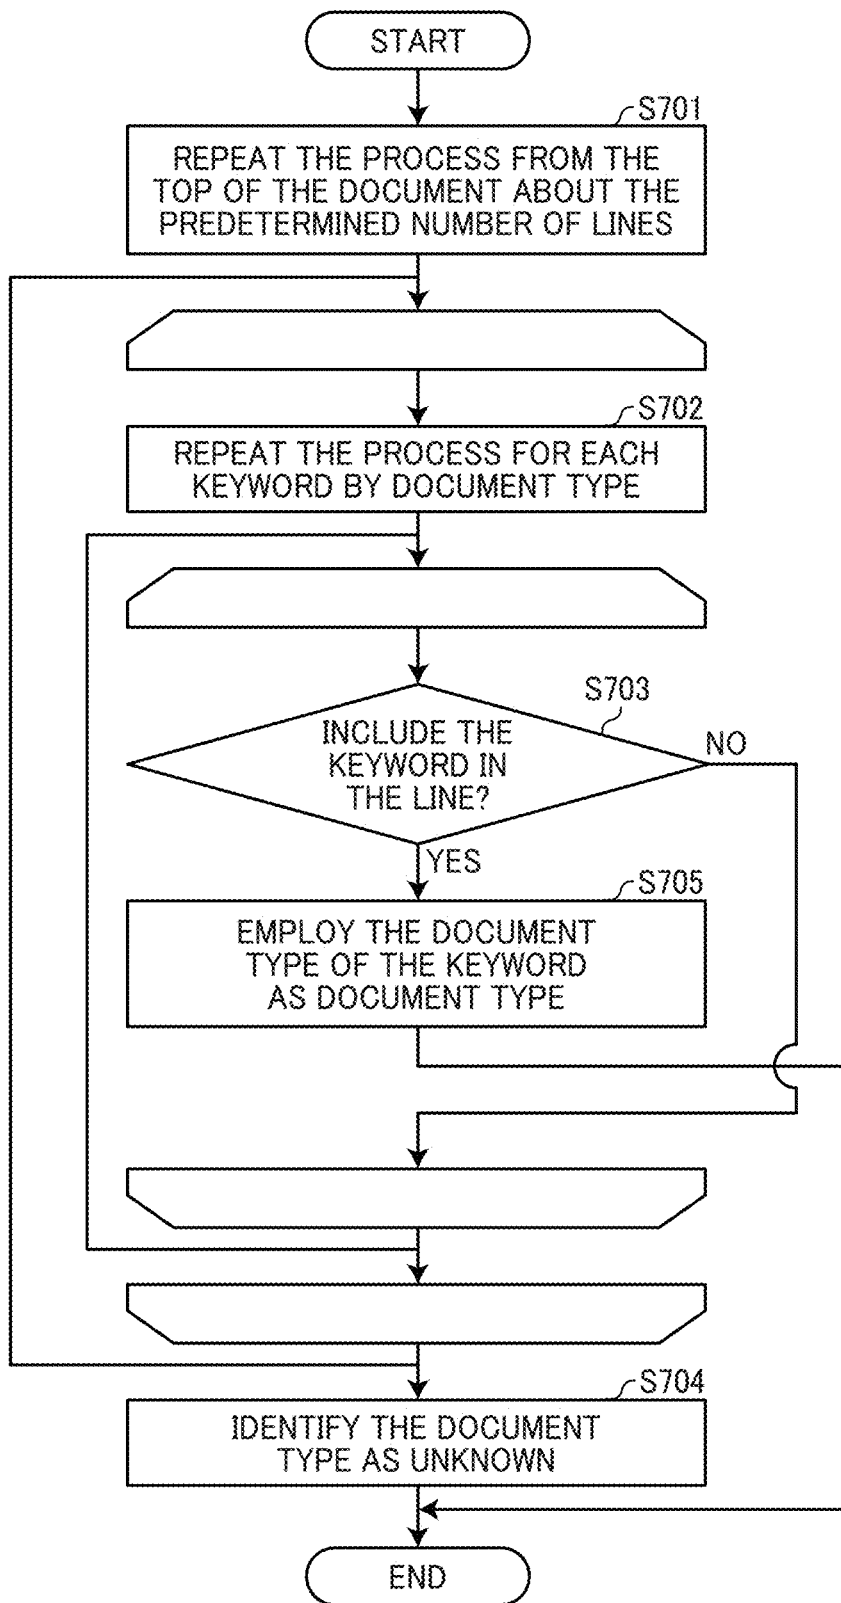 START
S701
REPEAT THE PROCESS FROM THE
TOP OF THE DOCUMENT ABOUT THE
PREDETERMINED NUMBER OF LINES
S702
REPEAT THE PROCESS FOR EACH
KEYWORD BY DOCUMENT TYPE
S703
INCLUDE THE
KEYWORD IN
THE LINE?
NO
YES
S705
EMPLOY THE DOCUMENT
TYPE OF THE KEYWORD
AS DOCUMENT TYPE
S704
IDENTIFY THE DOCUMENT
TYPE AS UNKNOWN
END